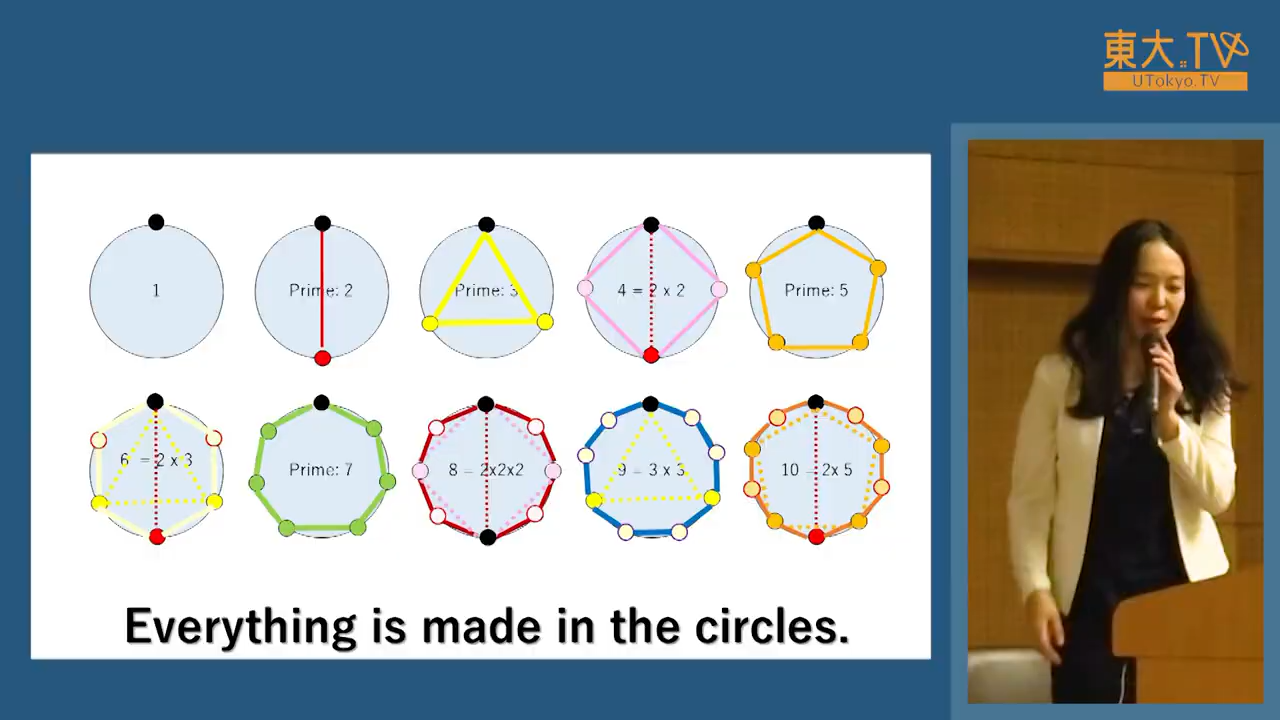 東大.TV
UTokyo.TV
1
Prime: 2
Prime: 3
4 = 2 x 2
Prime: 5
6 = 2 x 3
Prime: 7
8 = 2x2x2
9 = 3 x 3
10 = 2x 5
Everything is made in the circles.